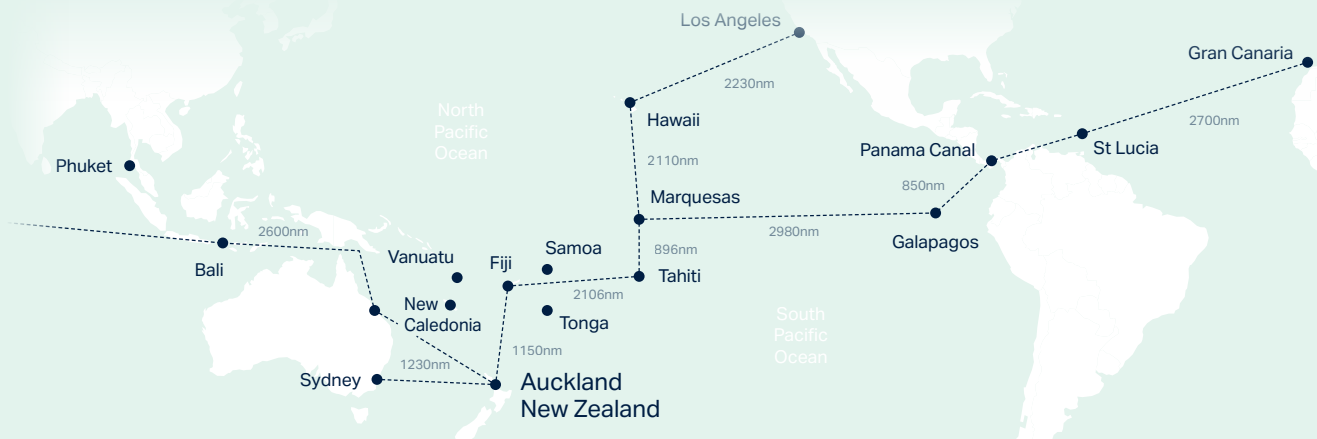 Los Angeles
Gran Canaria
2230nm
North
Pacific
Ocean
Hawaii
2700nm
Panama Canal
St Lucia
Phuket
2110nm
850nm
Marquesas
2600nm
2980nm
Galapagos
Bali
Vanuatu
Fiji
Samoa
896nm
Tahiti
2106nm
New
Caledonia
Tonga
South
Pacific
Ocean
1150nm
1230nm
Sydney
Auckland
New Zealand